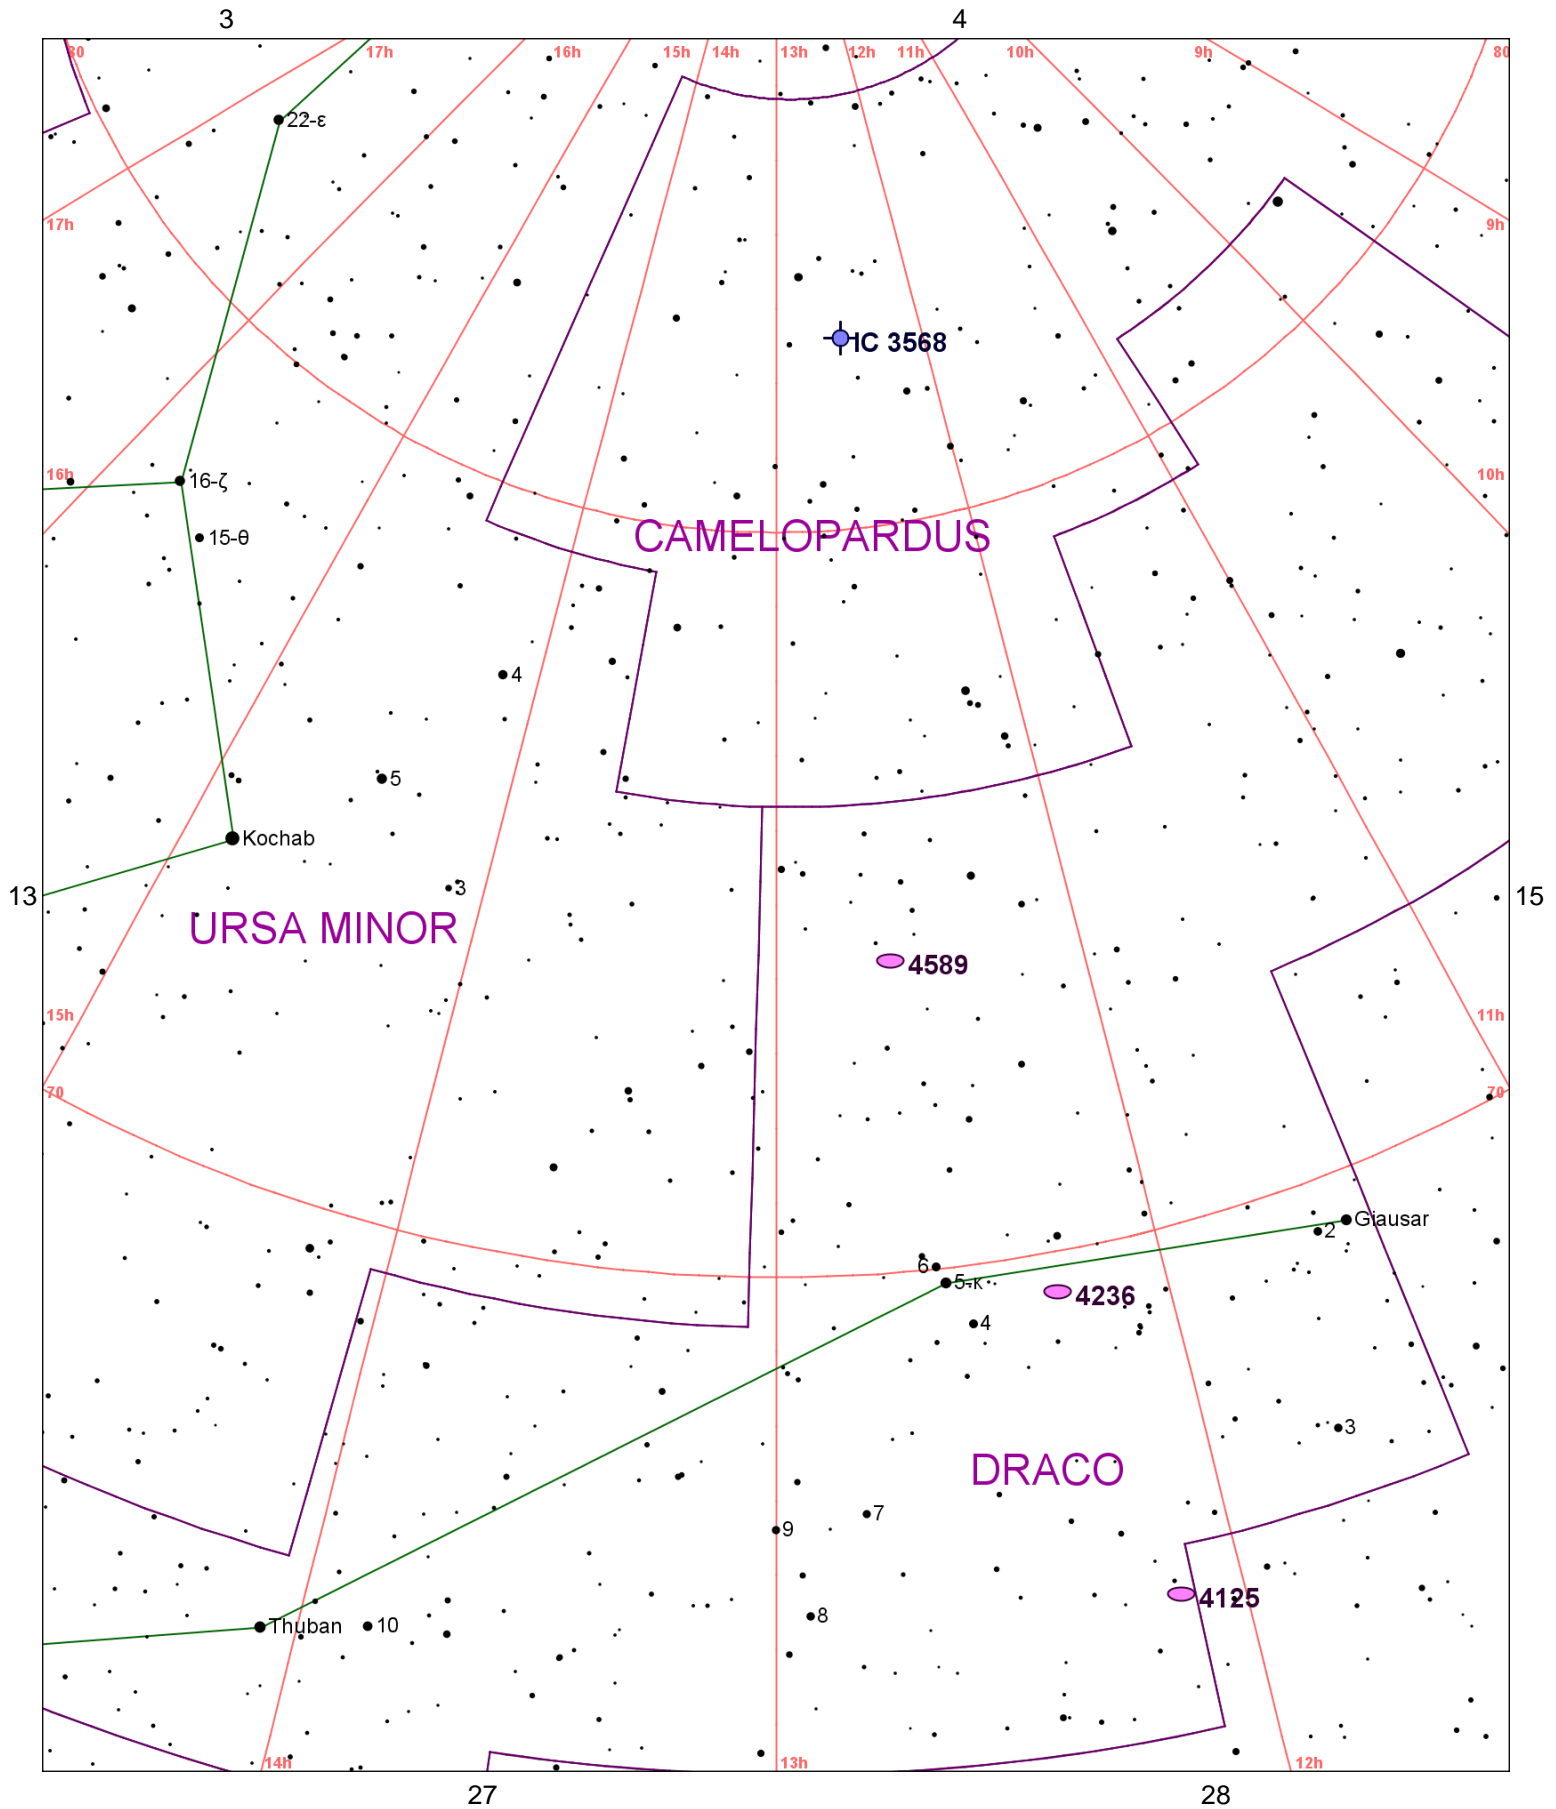 3 4
80 17h 16h 15h 14h 13h 12h 11h 10h 9h 80
22-ε
17h 9h
IC 3568
16h 10h
16-ζ
15-θ
CAMELOPARDUS
4
5
Kochab
3
13 15
URSA MINOR
4589
15h 11h
70 70
Giausar
2
6
5-κ
4236
4
3
DRACO
7
9
4125
8
Thuban 10
14h 13h 12h
27 28